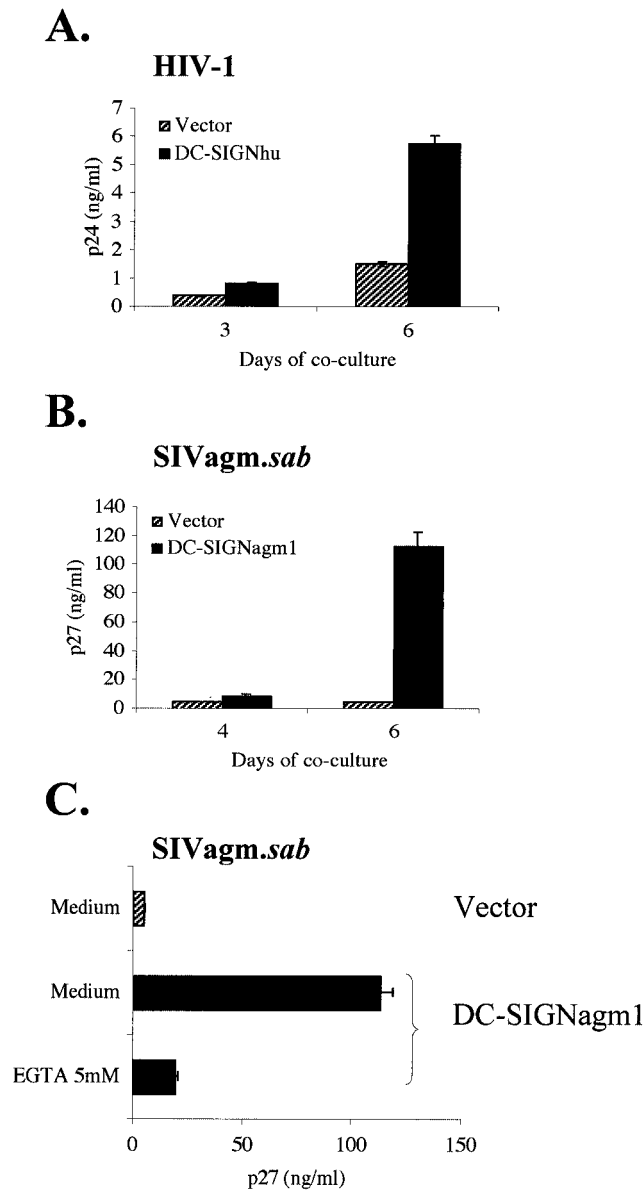 A.
HIV-1
7
6
5
4
3
2
1
0
p24 (ng/ml)
Vector
DC-SIGNhu
3
6
Days of co-culture
B.
SIVagm.sab
140
120
100
80
60
40
20
0
p27 (ng/ml)
Vector
DC-SIGNagm1
4
6
Days of co-culture
C.
SIVagm.sab
Medium
Vector
Medium
DC-SIGNagm1
EGTA 5mM
0
50
100
150
p27 (ng/ml)